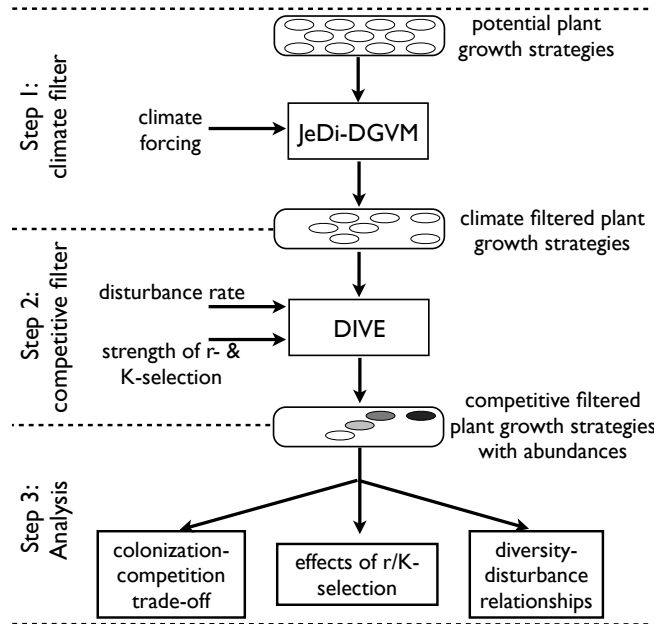 potential plant
growth strategies
Step 1:
climate filter
climate
forcing
JeDi-DGVM
climate filtered plant
growth strategies
Step 2:
competitive filter
disturbance rate
DIVE
strength of r- &
K-selection
competitive filtered
plant growth strategies
with abundances
Step 3:
Analysis
colonization-
competition
trade-off
effects of r/K-
selection
diversity-
disturbance
relationships